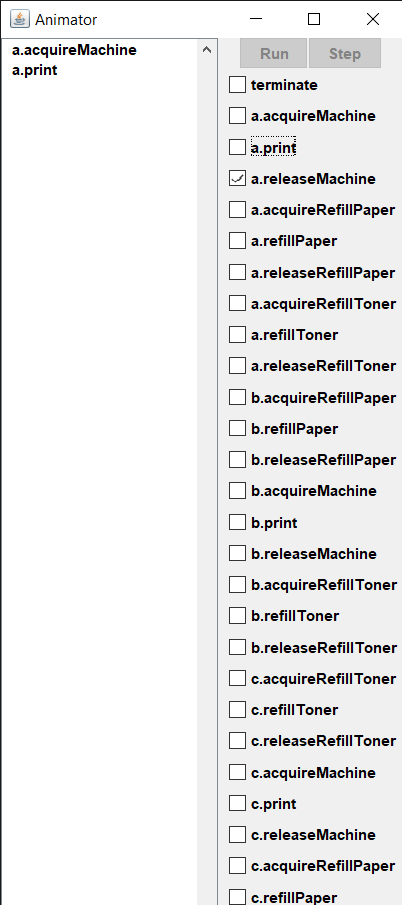 Animator
a.acquireMachine
a.print
Run Step
terminate
a.acquireMachine
a.print
a.releaseMachine
a.acquireRefillPaper
a.refillPaper
a.releaseRefillPaper
a.acquireRefillToner
a.refillToner
a.releaseRefillToner
b.acquireRefillPaper
b.refillPaper
b.releaseRefillPaper
b.acquireMachine
b.print
b.releaseMachine
b.acquireRefillToner
b.refillToner
b.releaseRefillToner
c.acquireRefillToner
c.refillToner
c.releaseRefillToner
c.acquireMachine
c.print
c.releaseMachine
c.acquireRefillPaper
c.refillPaper